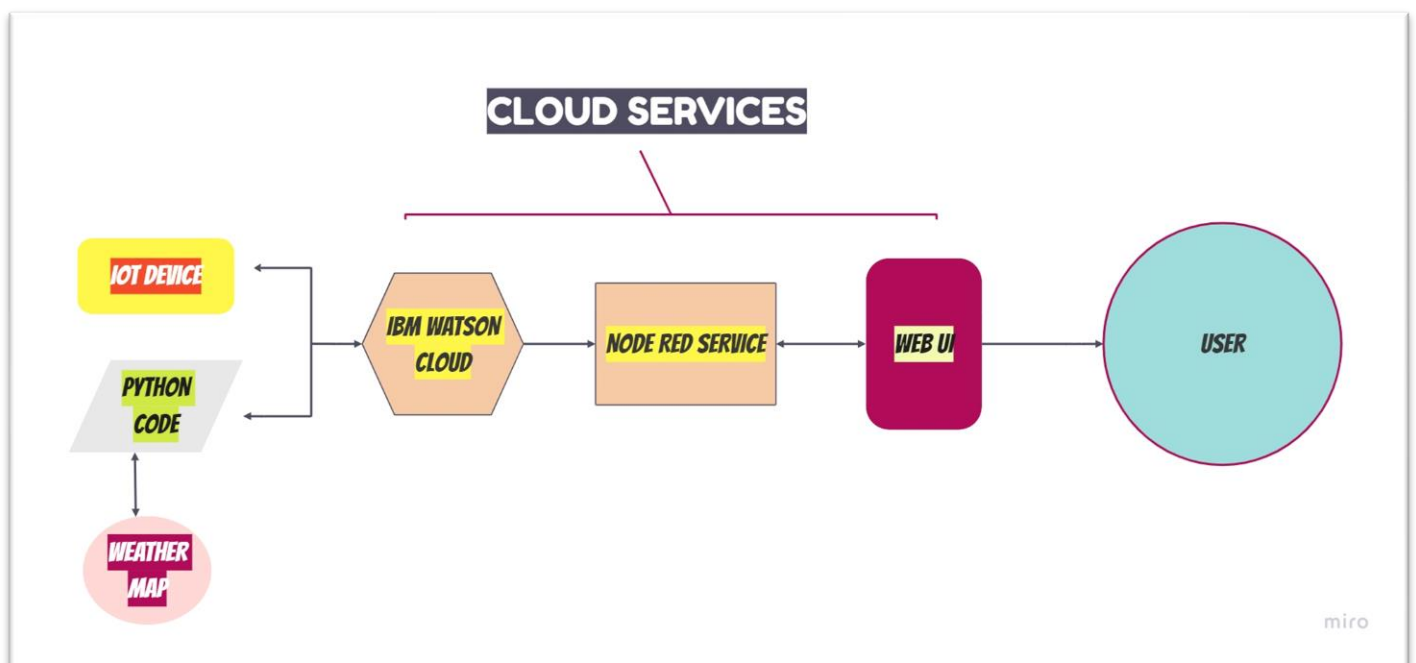 CLOUD SERVICES
IOT DEVICE
IBM WATSON
CLOUD
NODE RED SERVICE
WEB UI
USER
PYTHON
CODE
WEATHER
MAP
miro